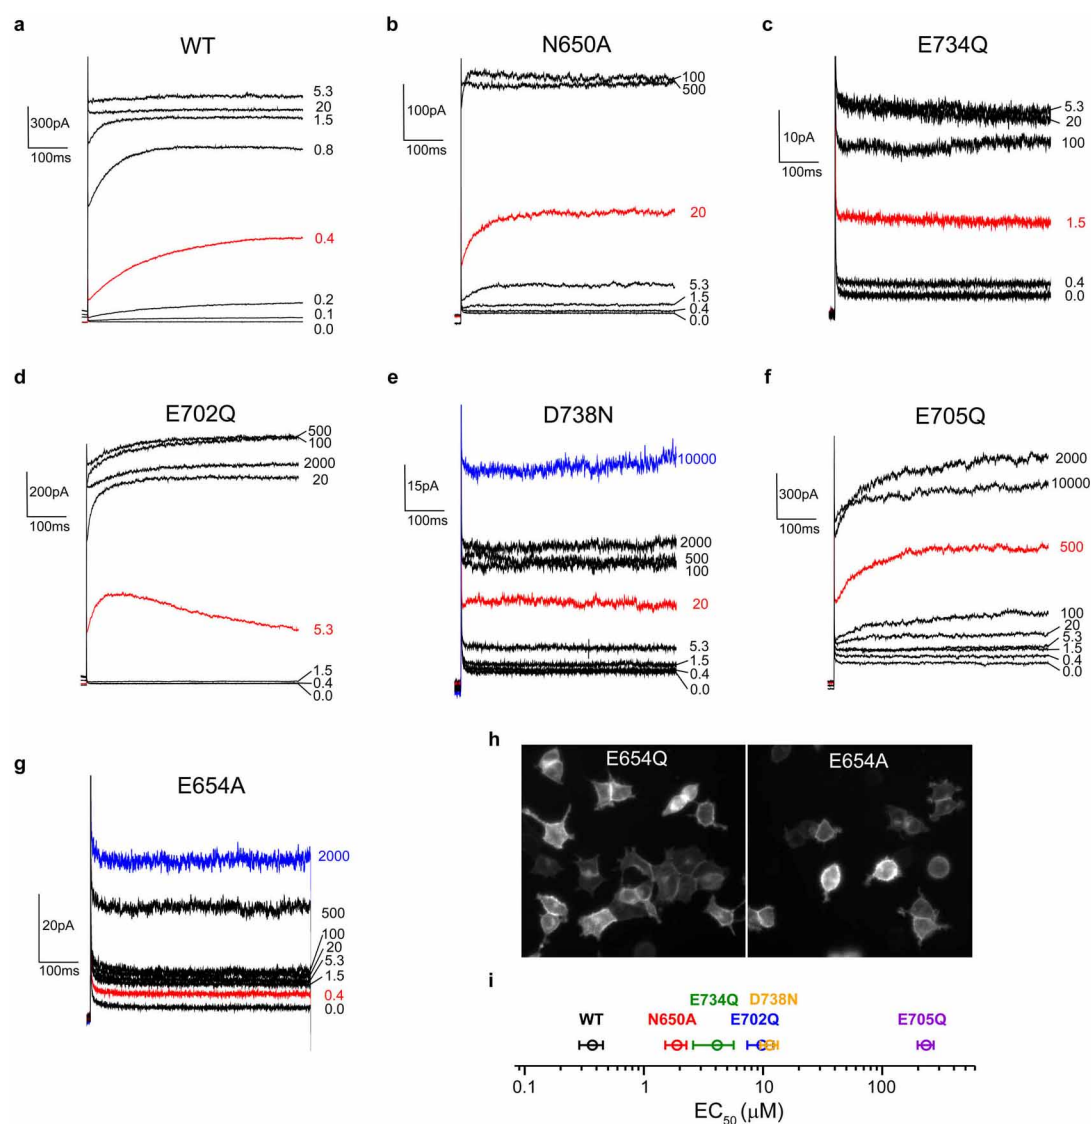 a
WT
300pA
100ms
5.3
20
1.5
0.8
0.4
0.2
0.1
0.0
b
N650A
100pA
100ms
100
500
20
5.3
1.5
0.4
0.0
c
E734Q
10pA
100ms
5.3
20
100
1.5
0.4
0.0
d
E702Q
200pA
100ms
500
100
2000
20
5.3
1.5
0.4
0.0
e
D738N
15pA
100ms
10000
2000
500
100
20
5.3
1.5
0.4
0.0
f
E705Q
300pA
100ms
2000
10000
500
100
20
5.3
1.5
0.4
0.0
g
E654A
20pA
100ms
2000
500
100
20
5.3
1.5
0.4
0.0
h
E654Q
E654A
i
E734Q D738N
WT N650A E702Q E705Q
0.1 1 10 100
EC50 (μM)